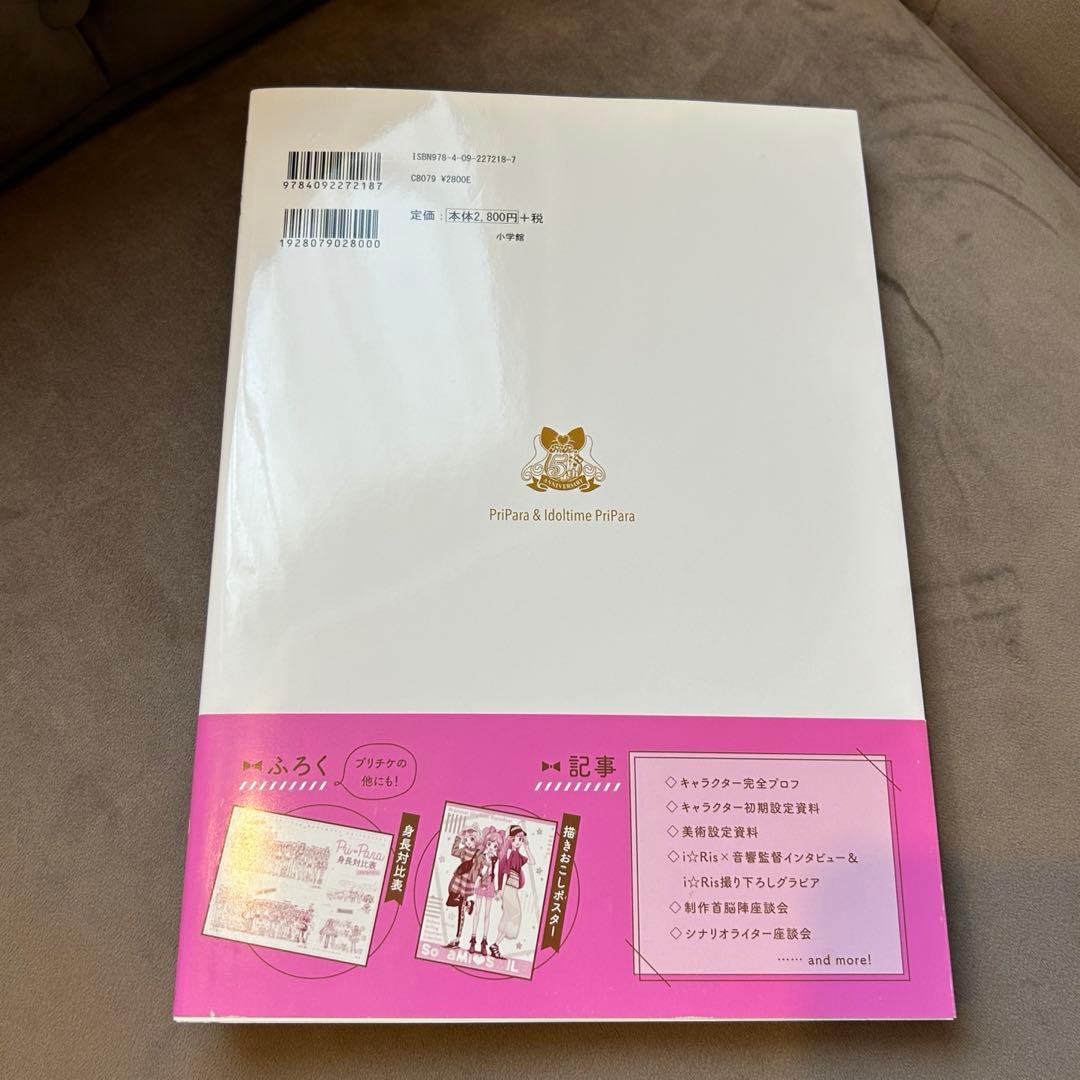 ISBN978-4-09-227218-7
9784092272187
C8079 ¥2800E
定価：本体2,800円+税
1928079028000
小学館
5th
ANNIVERSARY
PriPara & Idoltime PriPara
ふろく
プリチケの
他にも!
Pri・Para
身長対比表
身長対比表
描きおこしポスター
So aMi♥S IL
記事
◇キャラクター完全プロフ
◇キャラクター初期設定資料
◇美術設定資料
◇i☆Ris×音響監督インタビュー&
i☆Ris撮り下ろしグラビア
◇制作首脳陣座談会
◇シナリオライター座談会
…… and more!